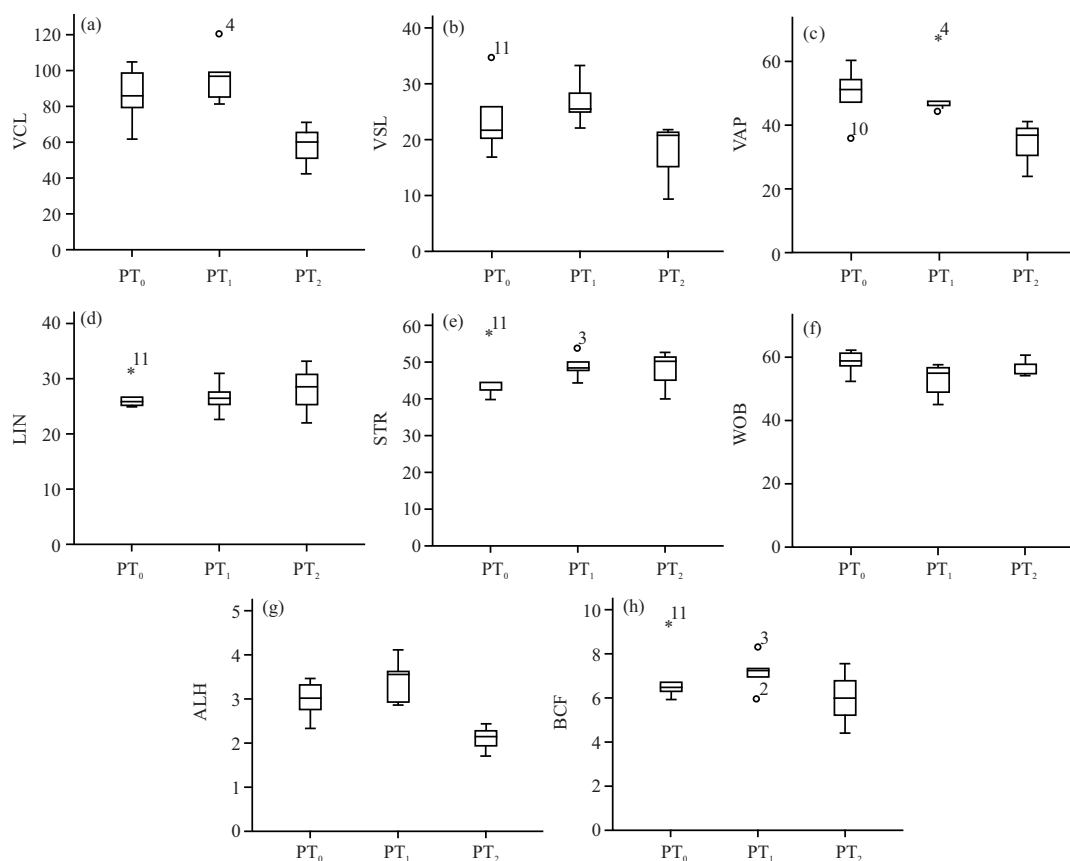 (a)
4
120
100
80
60
40
20
0
VCL
PT₀ PT₁ PT₂
(b)
11
40
30
20
10
0
VSL
PT₀ PT₁ PT₂
(c)
*4
60
40
20
0
10
VAP
PT₀ PT₁ PT₂
(d)
40
30
20
10
0
*11
LIN
PT₀ PT₁ PT₂
(e)
60
50
40
30
20
10
0
*11
3
STR
PT₀ PT₁ PT₂
(f)
60
40
20
0
WOB
PT₀ PT₁ PT₂
(g)
5
4
3
2
1
0
ALH
PT₀ PT₁ PT₂
(h)
10
8
6
4
2
0
*11
3
2
BCF
PT₀ PT₁ PT₂